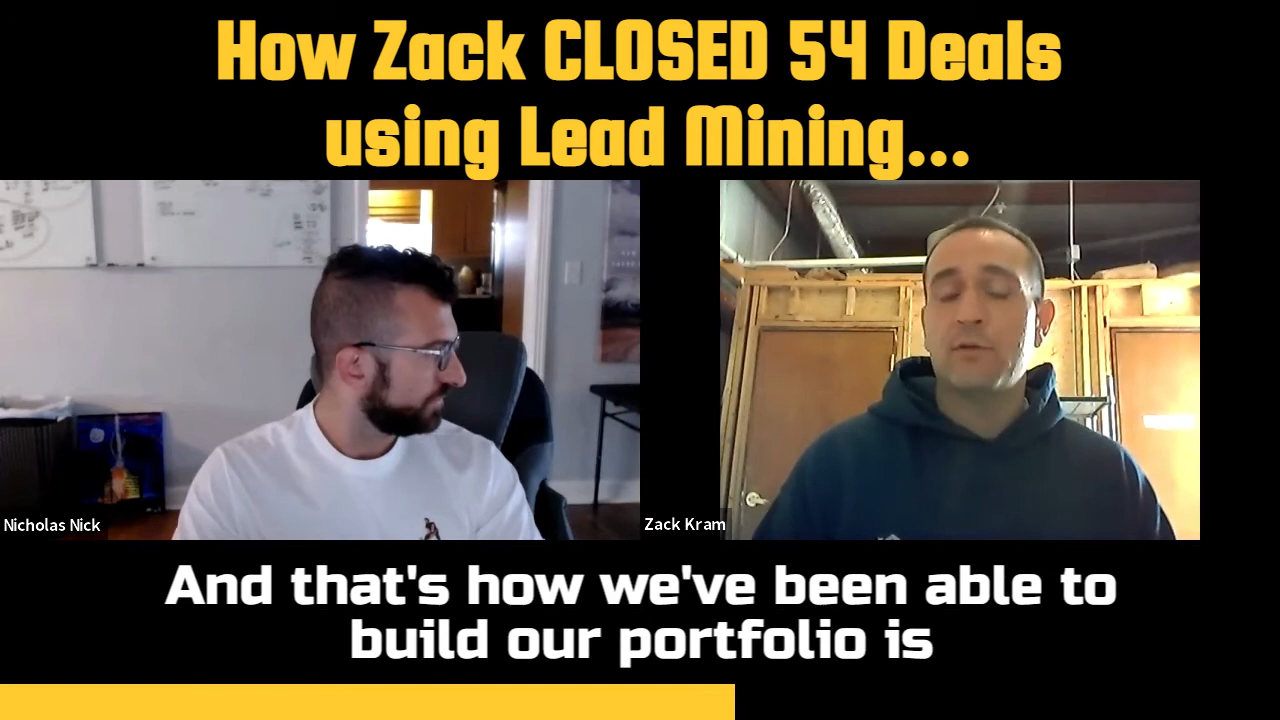 How Zack CLOSED 54 Deals
using Lead Mining...
Nicholas Nick
Zack Kram
And that's how we've been able to
build our portfolio is